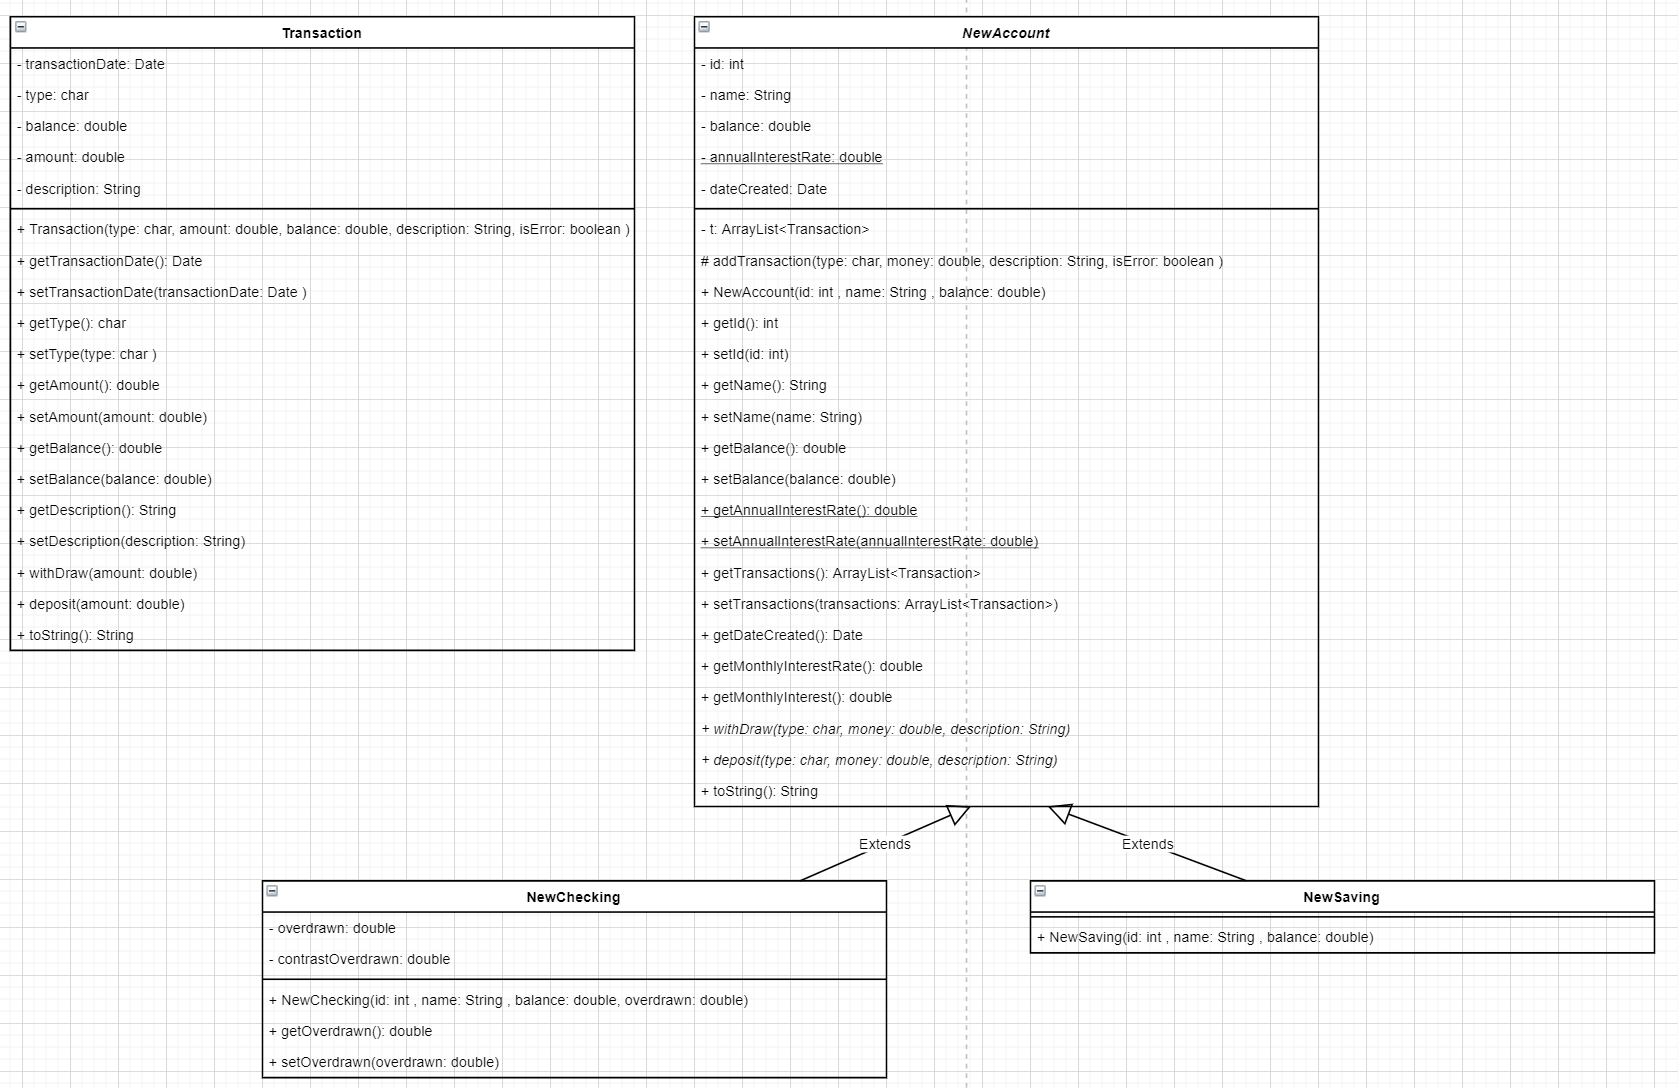 Transaction
- transactionDate: Date
- type: char
- balance: double
- amount: double
- description: String
+ Transaction(type: char, amount: double, balance: double, description: String, isError: boolean )
+ getTransactionDate(): Date
+ setTransactionDate(transactionDate: Date )
+ getType(): char
+ setType(type: char )
+ getAmount(): double
+ setAmount(amount: double)
+ getBalance(): double
+ setBalance(balance: double)
+ getDescription(): String
+ setDescription(description: String)
+ withDraw(amount: double)
+ deposit(amount: double)
+ toString(): String
NewAccount
- id: int
- name: String
- balance: double
- annualInterestRate: double
- dateCreated: Date
- t: ArrayList<Transaction>
# addTransaction(type: char, money: double, description: String, isError: boolean )
+ NewAccount(id: int , name: String , balance: double)
+ getId(): int
+ setId(id: int)
+ getName(): String
+ setName(name: String)
+ getBalance(): double
+ setBalance(balance: double)
+ getAnnualInterestRate(): double
+ setAnnualInterestRate(annualInterestRate: double)
+ getTransactions(): ArrayList<Transaction>
+ setTransactions(transactions: ArrayList<Transaction>)
+ getDateCreated(): Date
+ getMonthlyInterestRate(): double
+ getMonthlyInterest(): double
+ withDraw(type: char, money: double, description: String)
+ deposit(type: char, money: double, description: String)
+ toString(): String
Extends
Extends
NewChecking
- overdrawn: double
- contrastOverdrawn: double
+ NewChecking(id: int , name: String , balance: double, overdrawn: double)
+ getOverdrawn(): double
+ setOverdrawn(overdrawn: double)
NewSaving
+ NewSaving(id: int , name: String , balance: double)